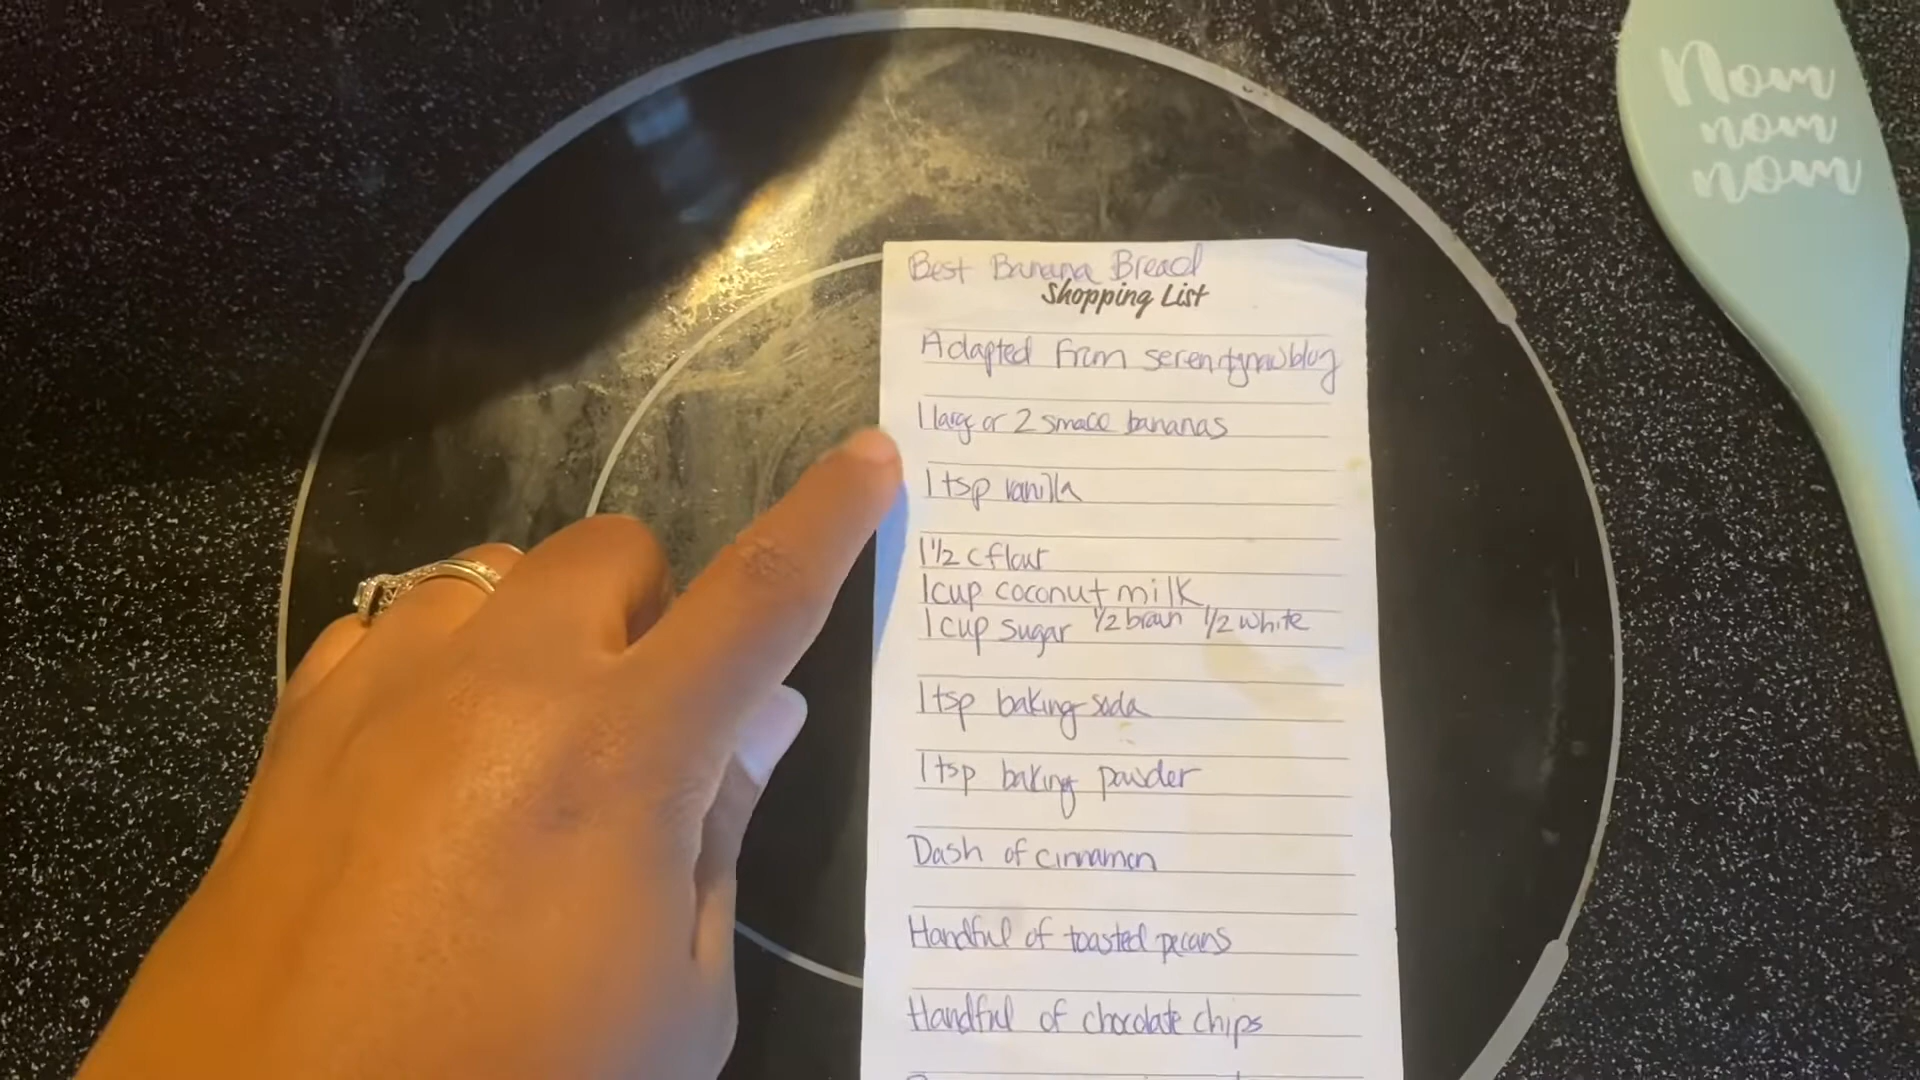 Nom
nom
nom
Best Banana Bread
Shopping List
Adapted from
1 large or 2 small bananas
1 tsp vanilla
1 1/2 c flour
1 cup coconut milk
1 cup sugar 1/2 brown 1/2 white
1 tsp baking soda
1 tsp baking powder
Dash of cinnamon
Handful of toasted pecans
Handful of chocolate chips